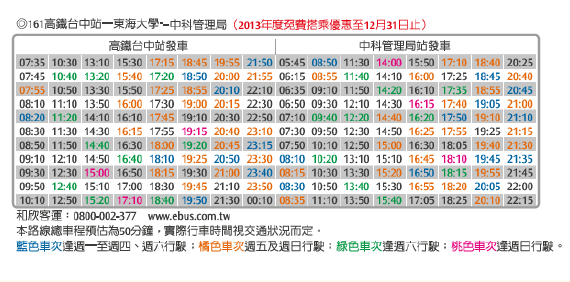 ◎161高鐵台中站─東海大學--中科管理局（2013年度免費搭乘優惠至12月31日止）
高鐵台中站發車 中科管理局站發車
07:35 10:30 13:10 15:30 17:15 18:45 19:55 21:50 05:45 08:50 11:30 14:00 15:50 17:10 18:40 20:25
07:45 10:40 13:20 15:40 17:20 18:50 20:00 21:55 06:15 08:55 11:40 14:10 16:00 17:25 18:45 20:40
07:55 10:50 13:30 15:50 17:25 18:55 20:10 22:10 06:35 09:10 11:50 14:20 16:10 17:35 18:55 20:45
08:10 11:10 13:50 16:00 17:30 19:00 20:15 22:30 06:50 09:30 12:10 14:30 16:15 17:40 19:05 21:00
08:20 11:20 14:10 16:10 17:45 19:10 20:30 22:50 07:10 09:40 12:20 14:40 16:20 17:50 19:10 21:10
08:30 11:30 14:30 16:15 17:55 19:15 20:40 23:10 07:30 09:50 12:30 14:50 16:25 17:55 19:25 21:15
08:50 11:50 14:40 16:30 18:00 19:20 20:45 23:15 07:50 10:10 12:50 15:00 16:30 18:05 19:40 21:30
09:10 12:10 14:50 16:40 18:10 19:25 20:50 23:30 08:10 10:20 13:10 15:10 16:45 18:10 19:45 21:35
09:30 12:30 15:00 16:50 18:15 19:30 21:00 23:40 08:15 10:30 13:30 15:20 16:50 18:15 19:55 21:45
09:50 12:40 15:10 17:00 18:30 19:45 21:10 23:50 08:30 10:50 13:40 15:30 16:55 18:20 20:05 22:00
10:10 12:50 15:20 17:10 18:40 19:50 21:30 00:10 08:35 11:10 13:50 15:40 17:05 18:25 20:10 22:15
和欣客運：0800-002-377 www.ebus.com.tw
本路線總車程預估為50分鐘，實際行車時間視交通狀況而定。
藍色車次逢週一至週四、週六行駛；橘色車次週五及週日行駛；綠色車次逢週六行駛；桃色車次逢週日行駛。